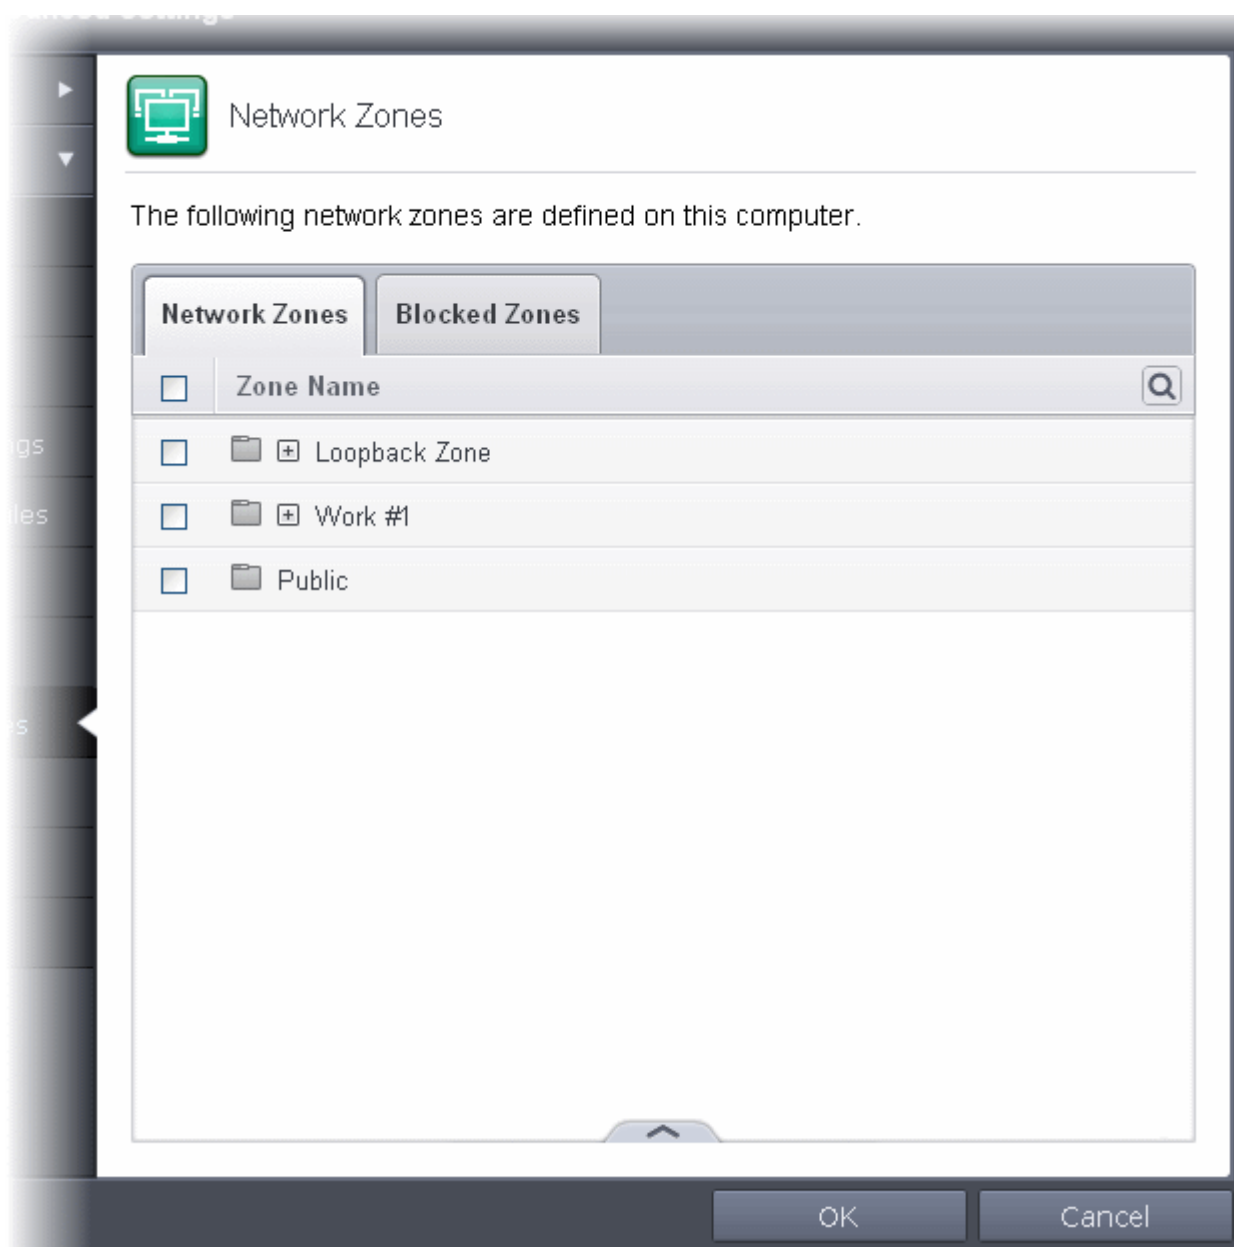 Network Zones
The following network zones are defined on this computer.
Network Zones
Blocked Zones
Zone Name
Loopback Zone
Work #1
Public
OK
Cancel